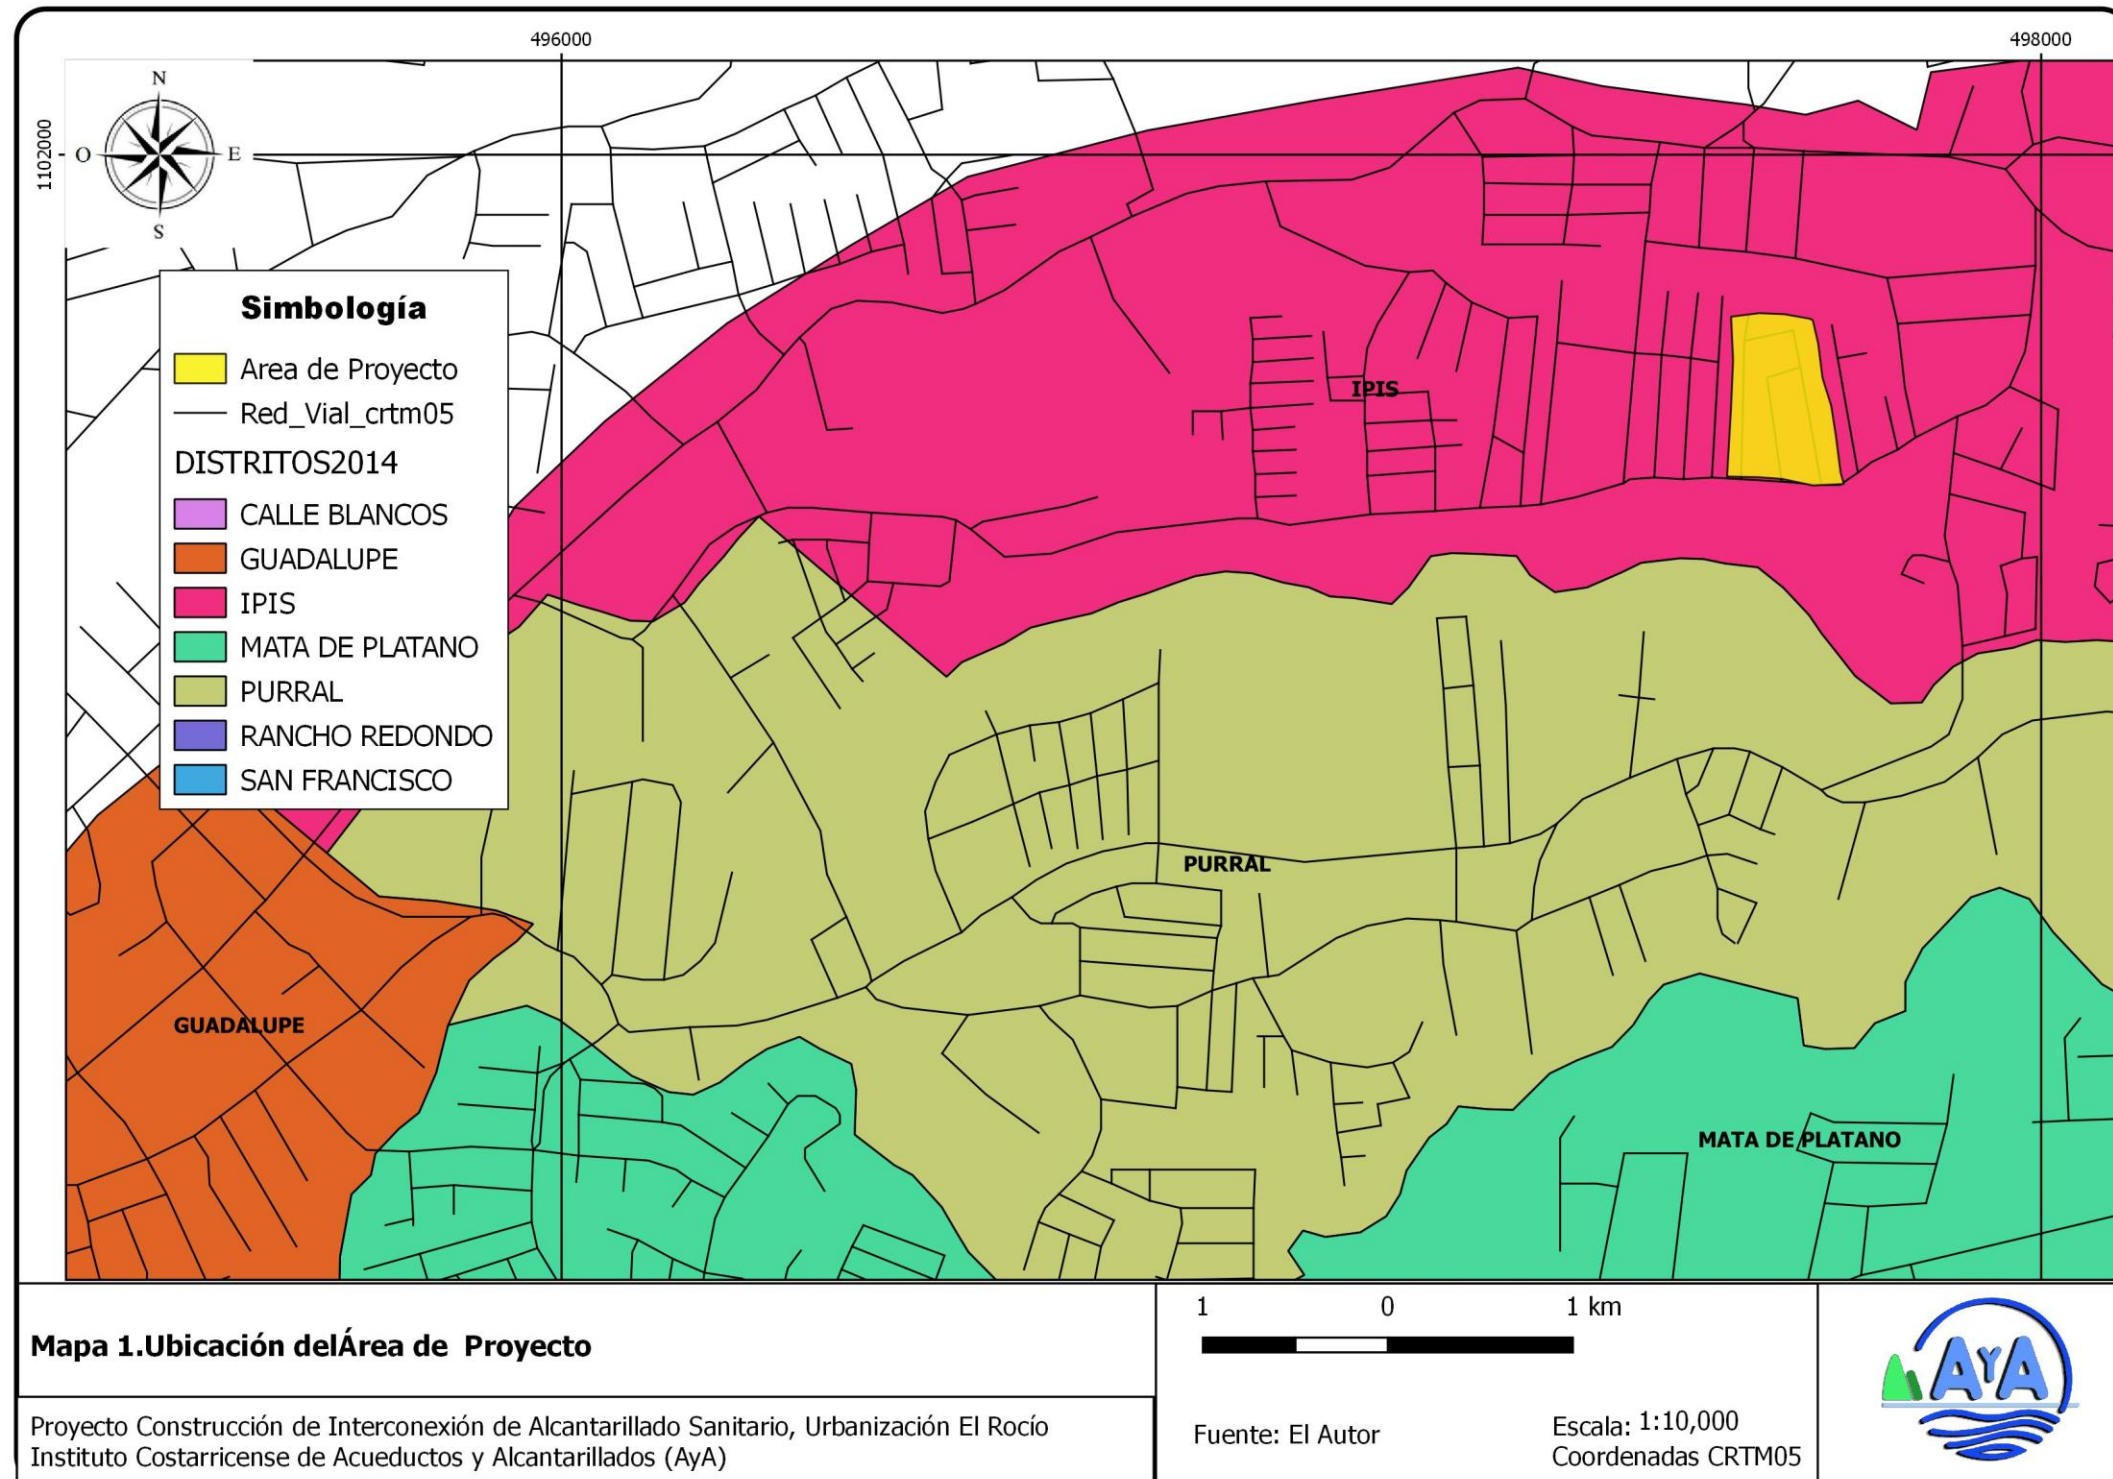 496000
498000
1102000
N
O
E
S
Simbología
Area de Proyecto
Red_Vial_crtm05
DISTRITOS2014
CALLE BLANCOS
GUADALUPE
IPIS
MATA DE PLATANO
PURRAL
RANCHO REDONDO
SAN FRANCISCO
IPIS
PURRAL
GUADALUPE
MATA DE PLATANO
Mapa 1.Ubicación delÁrea de Proyecto
Proyecto Construcción de Interconexión de Alcantarillado Sanitario, Urbanización El Rocío
Instituto Costarricense de Acueductos y Alcantarillados (AyA)
1 0 1 km
Fuente: El Autor
Escala: 1:10,000
Coordenadas CRTM05
AYA